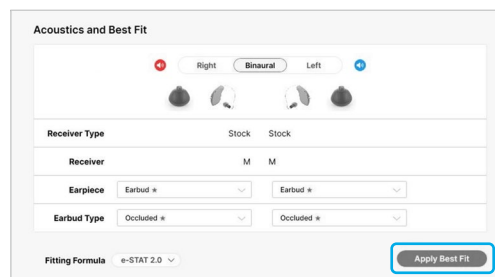 Acoustics and Best Fit
Right Binaural Left
Receiver Type Stock Stock
Receiver M M
Earpiece Earbud ★ Earbud ★
Earbud Type Occluded ★ Occluded ★
Fitting Formula e-STAT 2.0 Apply Best Fit